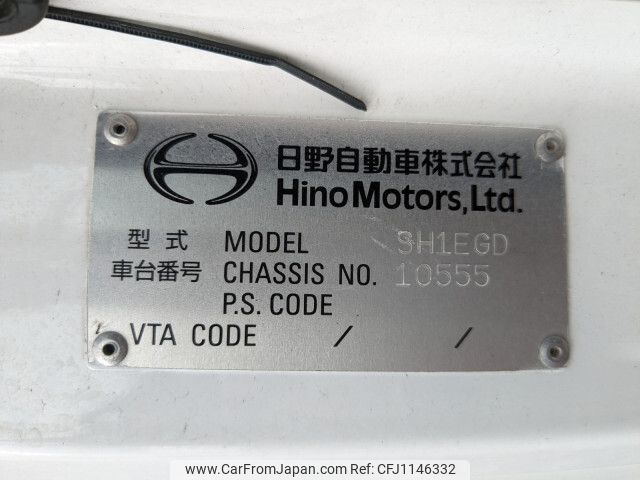 日野自動車株式会社
Hino Motors, Ltd.
型式 MODEL SH1EGD
車台番号 CHASSIS NO. 10555
P.S. CODE
VTA CODE / /
www.CarFromJapan.com - CFJ1146332